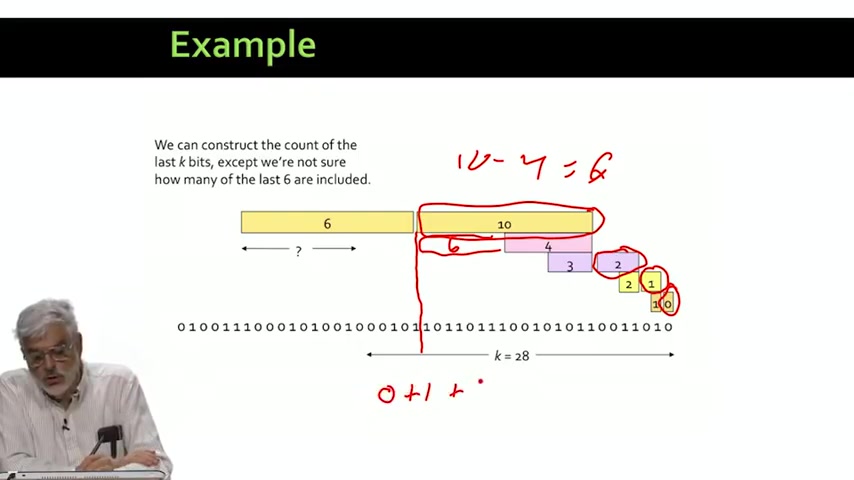 Example
We can construct the count of the
last k bits, except we're not sure
how many of the last 6 are included.
10 - 4 = 6
6 10
? 6 4
3 2
2 1
1 0
010011100010100100010110110111001010110011010
k = 28
0 + 1 +